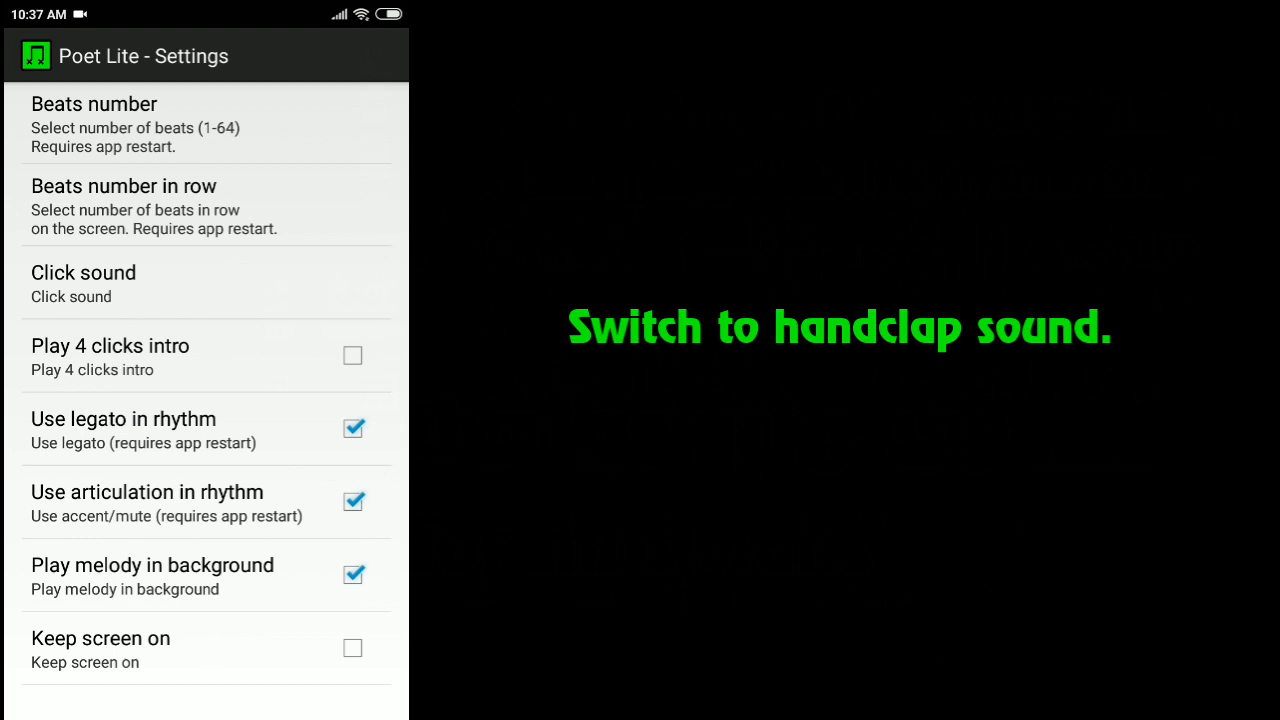 10:37 AM
Poet Lite - Settings
Beats number
Select number of beats (1-64)
Requires app restart.
Beats number in row
Select number of beats in row
on the screen. Requires app restart.
Click sound
Click sound
Play 4 clicks intro
Play 4 clicks intro
Use legato in rhythm
Use legato (requires app restart)
Use articulation in rhythm
Use accent/mute (requires app restart)
Play melody in background
Play melody in background
Keep screen on
Keep screen on
Switch to handclap sound.